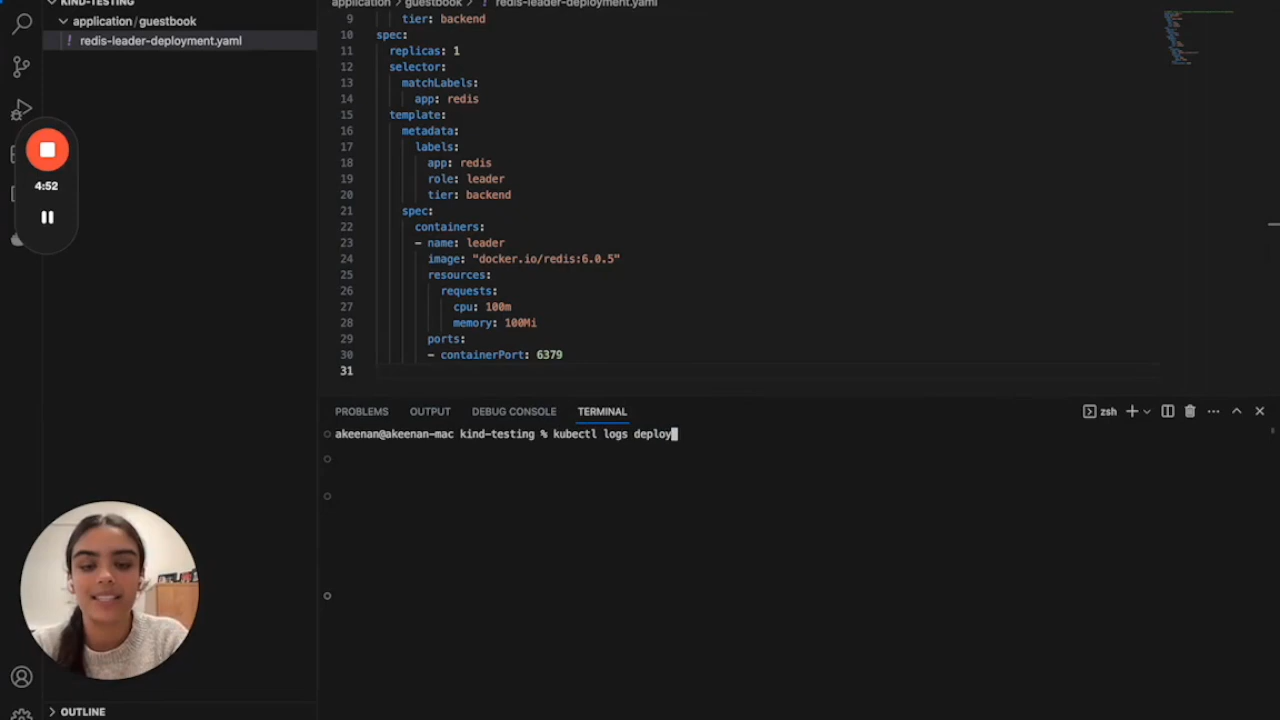 KIND-TESTING
application / guestbook
! redis-leader-deployment.yaml
4:52
OUTLINE
application > guestbook > ! redis-leader-deployment.yaml
9 tier: backend
10 spec:
11 replicas: 1
12 selector:
13 matchLabels:
14 app: redis
15 template:
16 metadata:
17 labels:
18 app: redis
19 role: leader
20 tier: backend
21 spec:
22 containers:
23 - name: leader
24 image: "docker.io/redis:6.0.5"
25 resources:
26 requests:
27 cpu: 100m
28 memory: 100Mi
29 ports:
30 - containerPort: 6379
31
PROBLEMS OUTPUT DEBUG CONSOLE TERMINAL zsh
akeenan@akeenan-mac kind-testing % kubectl logs deploy